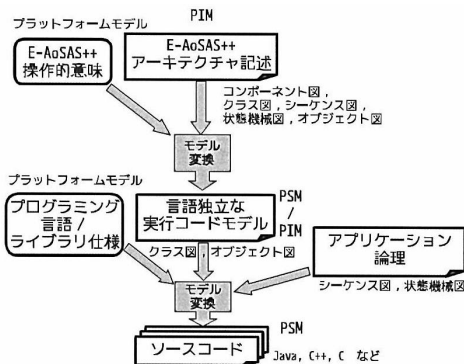 PIM
プラットフォームモデル
E-AoSAS++
操作的意味
E-AoSAS++
アーキテクチャ記述
コンポーネント図，
クラス図，シーケンス図，
状態機械図，オブジェクト図
モデル
変換
プラットフォームモデル
プログラミング
言語/
ライブラリ仕様
言語独立な
実行コードモデル
PSM
/
PIM
クラス図，オブジェクト図
アプリケーション
論理
シーケンス図，状態機械図
モデル
変換
PSM
ソースコード
Java, C++, C など